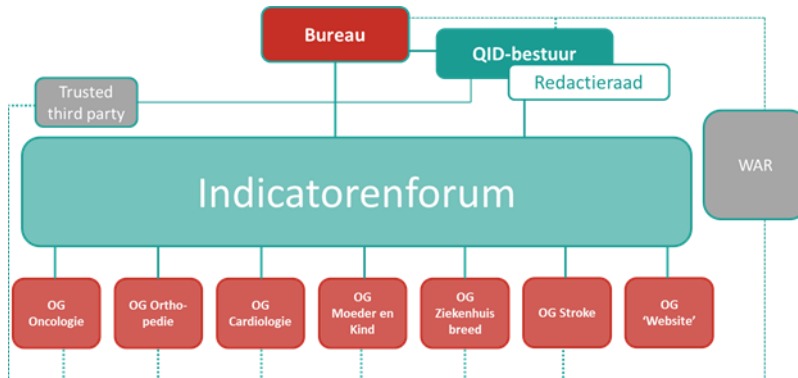 Bureau
QID-bestuur
Redactieraad
Trusted
third party
WAR
Indicatorenforum
OG
Oncologie
OG Ortho-
pedie
OG
Cardiologie
OG
Moeder en
Kind
OG
Ziekenhuis
breed
OG Stroke
OG
‘Website’